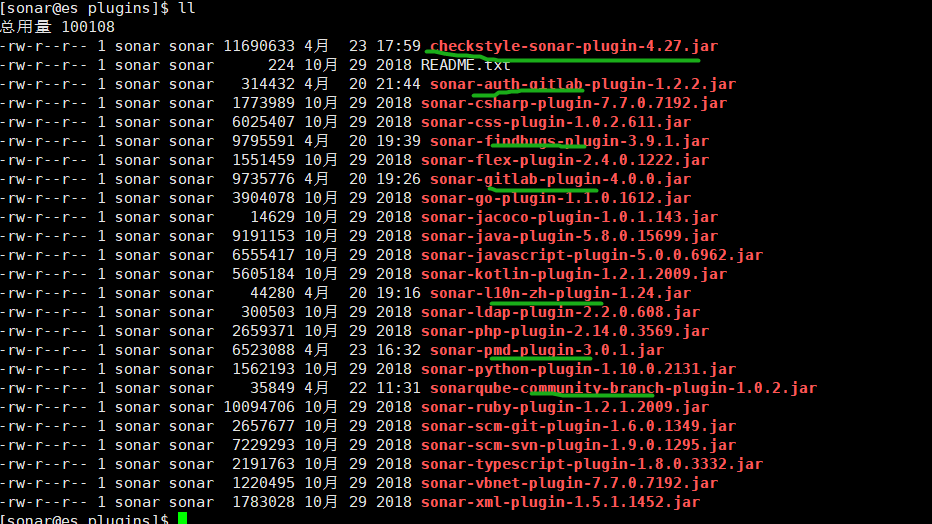 [sonar@es plugins]$ ll
总用量 100108
-rw-r--r-- 1 sonar sonar 11690633 4月  23 17:59 checkstyle-sonar-plugin-4.27.jar
-rw-r--r-- 1 sonar sonar      224 10月 29 2018 README.txt
-rw-r--r-- 1 sonar sonar   314432 4月  20 21:44 sonar-auth-gitlab-plugin-1.2.2.jar
-rw-r--r-- 1 sonar sonar  1773989 10月 29 2018 sonar-csharp-plugin-7.7.0.7192.jar
-rw-r--r-- 1 sonar sonar  6025407 10月 29 2018 sonar-css-plugin-1.0.2.611.jar
-rw-r--r-- 1 sonar sonar  9795591 4月  20 19:39 sonar-findbugs-plugin-3.9.1.jar
-rw-r--r-- 1 sonar sonar  1551459 10月 29 2018 sonar-flex-plugin-2.4.0.1222.jar
-rw-r--r-- 1 sonar sonar  9735776 4月  20 19:26 sonar-gitlab-plugin-4.0.0.jar
-rw-r--r-- 1 sonar sonar  3904078 10月 29 2018 sonar-go-plugin-1.1.0.1612.jar
-rw-r--r-- 1 sonar sonar    14629 10月 29 2018 sonar-jacoco-plugin-1.0.1.143.jar
-rw-r--r-- 1 sonar sonar  9191153 10月 29 2018 sonar-java-plugin-5.8.0.15699.jar
-rw-r--r-- 1 sonar sonar  6555417 10月 29 2018 sonar-javascript-plugin-5.0.0.6962.jar
-rw-r--r-- 1 sonar sonar  5605184 10月 29 2018 sonar-kotlin-plugin-1.2.1.2009.jar
-rw-r--r-- 1 sonar sonar    44280 4月  20 19:16 sonar-l10n-zh-plugin-1.24.jar
-rw-r--r-- 1 sonar sonar   300503 10月 29 2018 sonar-ldap-plugin-2.2.0.608.jar
-rw-r--r-- 1 sonar sonar  2659371 10月 29 2018 sonar-php-plugin-2.14.0.3569.jar
-rw-r--r-- 1 sonar sonar  6523088 4月  23 16:32 sonar-pmd-plugin-3.0.1.jar
-rw-r--r-- 1 sonar sonar  1562193 10月 29 2018 sonar-python-plugin-1.10.0.2131.jar
-rw-r--r-- 1 sonar sonar    35849 4月  22 11:31 sonarqube-community-branch-plugin-1.0.2.jar
-rw-r--r-- 1 sonar sonar 10094706 10月 29 2018 sonar-ruby-plugin-1.2.1.2009.jar
-rw-r--r-- 1 sonar sonar  2657677 10月 29 2018 sonar-scm-git-plugin-1.6.0.1349.jar
-rw-r--r-- 1 sonar sonar  7229293 10月 29 2018 sonar-scm-svn-plugin-1.9.0.1295.jar
-rw-r--r-- 1 sonar sonar  2191763 10月 29 2018 sonar-typescript-plugin-1.8.0.3332.jar
-rw-r--r-- 1 sonar sonar  1220495 10月 29 2018 sonar-vbnet-plugin-7.7.0.7192.jar
-rw-r--r-- 1 sonar sonar  1783028 10月 29 2018 sonar-xml-plugin-1.5.1.1452.jar
[sonar@es plugins]$